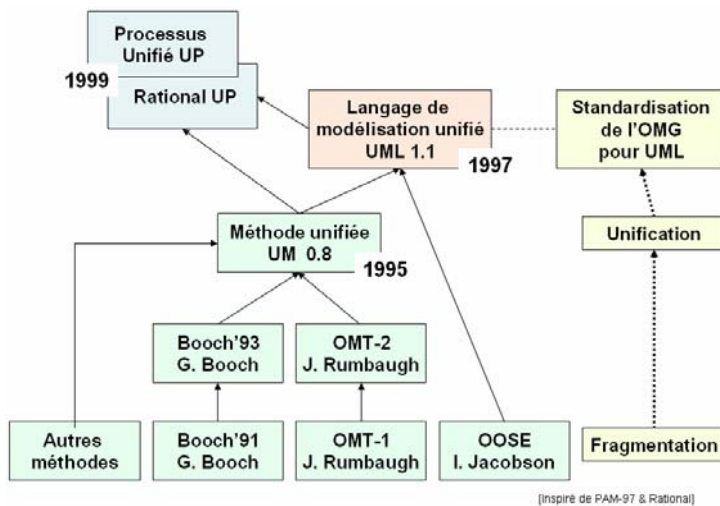 Processus
Unifié UP
1999
Rational UP
Langage de
modélisation unifié
UML 1.1
1997
Standardisation
de l'OMG
pour UML
Méthode unifiée
UM 0.8
1995
Unification
Booch'93
G. Booch
OMT-2
J. Rumbaugh
Autres
méthodes
Booch'91
G. Booch
OMT-1
J. Rumbaugh
OOSE
I. Jacobson
Fragmentation
[Inspiré de PAM-97 & Rational]